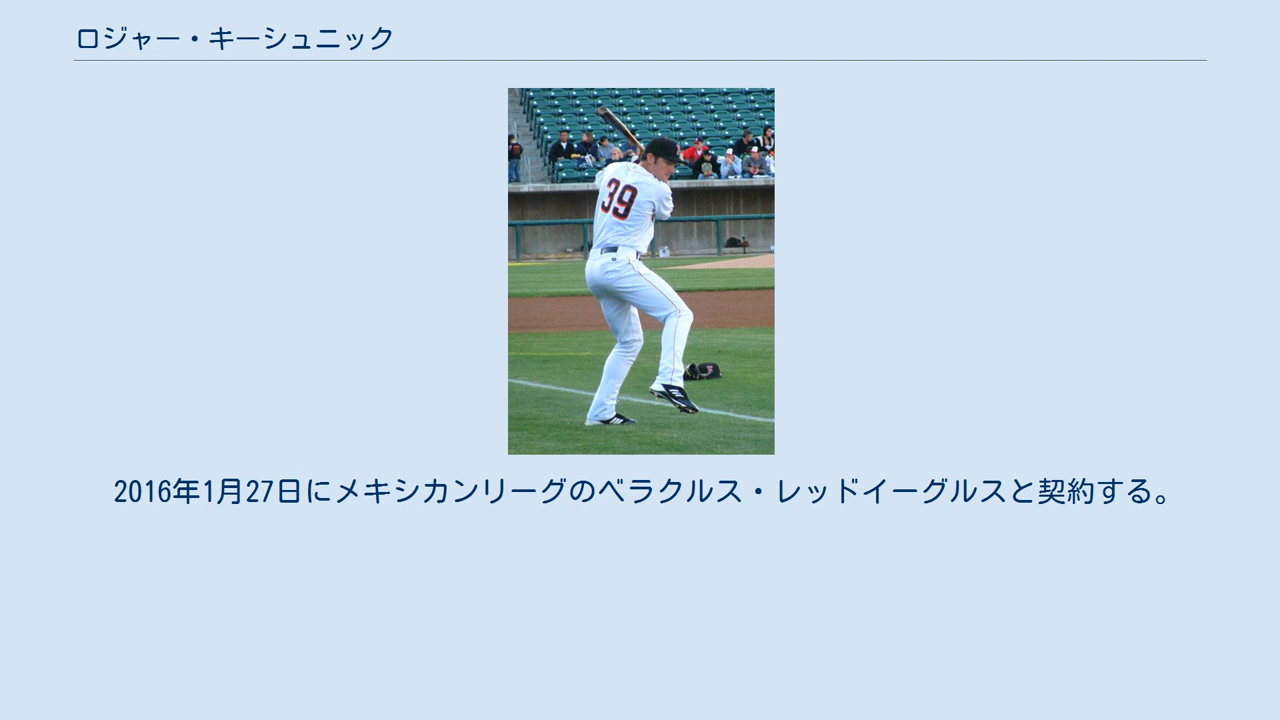 ロジャー・キーシュニック
39
2016年1月27日にメキシカンリーグのベラクルス・レッドイーグルスと契約する。